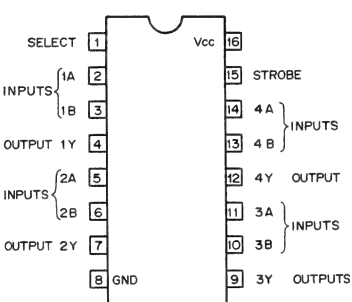 SELECT 1 Vcc 16
1A 2 15 STROBE
INPUTS
1B 3 14 4A
INPUTS
OUTPUT 1Y 4 13 4B
2A 5 12 4Y OUTPUT
INPUTS
2B 6 11 3A
INPUTS
OUTPUT 2Y 7 10 3B
8 GND 9 3Y OUTPUTS